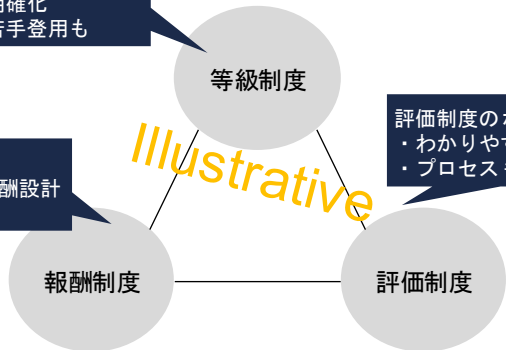 明確化
若手登用も
等級制度
Illustrative
評価制度の
・わかりやす
・プロセス
酬設計
報酬制度
評価制度